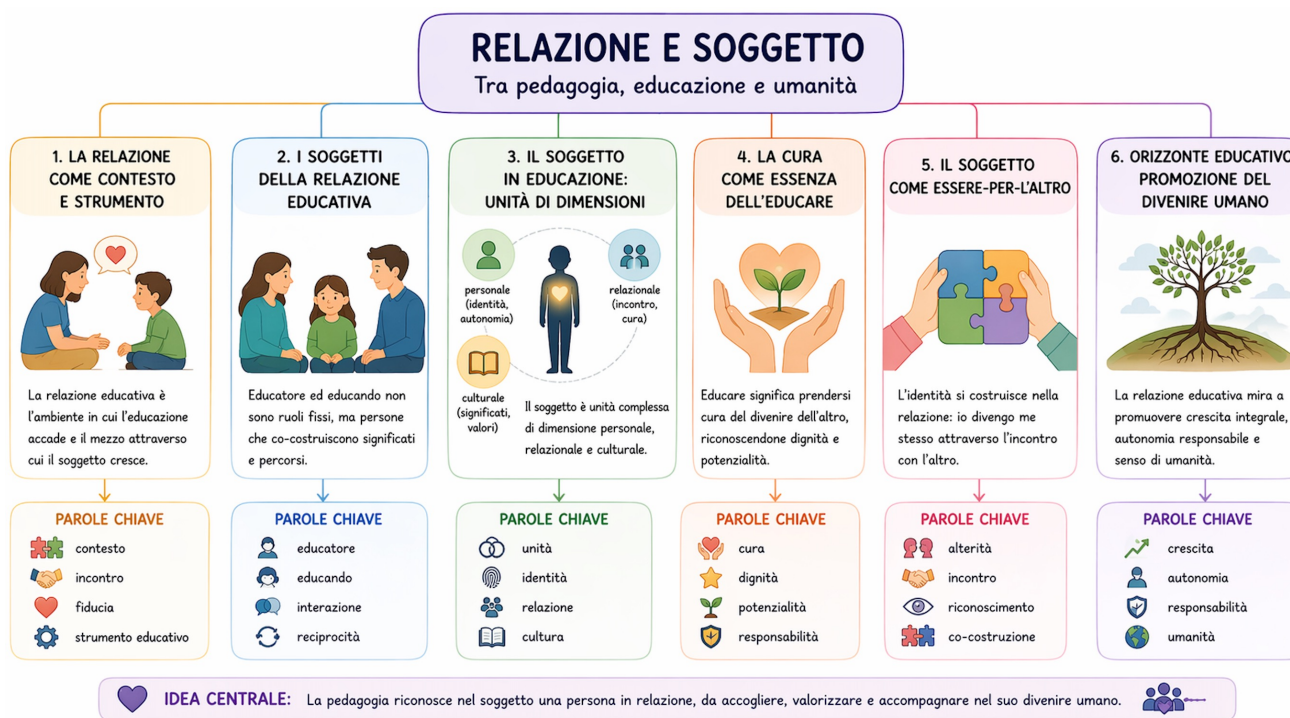 RELAZIONE E SOGGETTO
Tra pedagogia, educazione e umanità
1. LA RELAZIONE
COME CONTESTO
E STRUMENTO
La relazione educativa è
l'ambiente in cui l'educazione
accade e il mezzo attraverso
cui il soggetto cresce.
PAROLE CHIAVE
contesto
incontro
fiducia
strumento educativo
2. I SOGGETTI
DELLA RELAZIONE
EDUCATIVA
Educatore ed educando non
sono ruoli fissi, ma persone
che co-costruiscono significati
e percorsi.
PAROLE CHIAVE
educatore
educando
interazione
reciprocità
3. IL SOGGETTO
IN EDUCAZIONE:
UNITÀ DI DIMENSIONI
personale
(identità,
autonomia)
relazionale
(incontro,
cura)
culturale
(significati,
valori)
Il soggetto è unità complessa
di dimensione personale,
relazionale e culturale.
PAROLE CHIAVE
unità
identità
relazione
cultura
4. LA CURA
COME ESSENZA
DELL'EDUCARE
Educare significa prendersi
cura del divenire dell'altro,
riconoscendone dignità e
potenzialità.
PAROLE CHIAVE
cura
dignità
potenzialità
responsabilità
5. IL SOGGETTO
COME ESSERE-PER-L'ALTRO
L'identità si costruisce nella
relazione: io divengo me
stesso attraverso l'incontro
con l'altro.
PAROLE CHIAVE
alterità
incontro
riconoscimento
co-costruzione
6. ORIZZONTE EDUCATIVO
PROMOZIONE DEL
DIVENIRE UMANO
La relazione educativa mira a
promuovere crescita integrale,
autonomia responsabile e
senso di umanità.
PAROLE CHIAVE
crescita
autonomia
responsabilità
umanità
IDEA CENTRALE: La pedagogia riconosce nel soggetto una persona in relazione, da accogliere, valorizzare e accompagnare nel suo divenire umano.